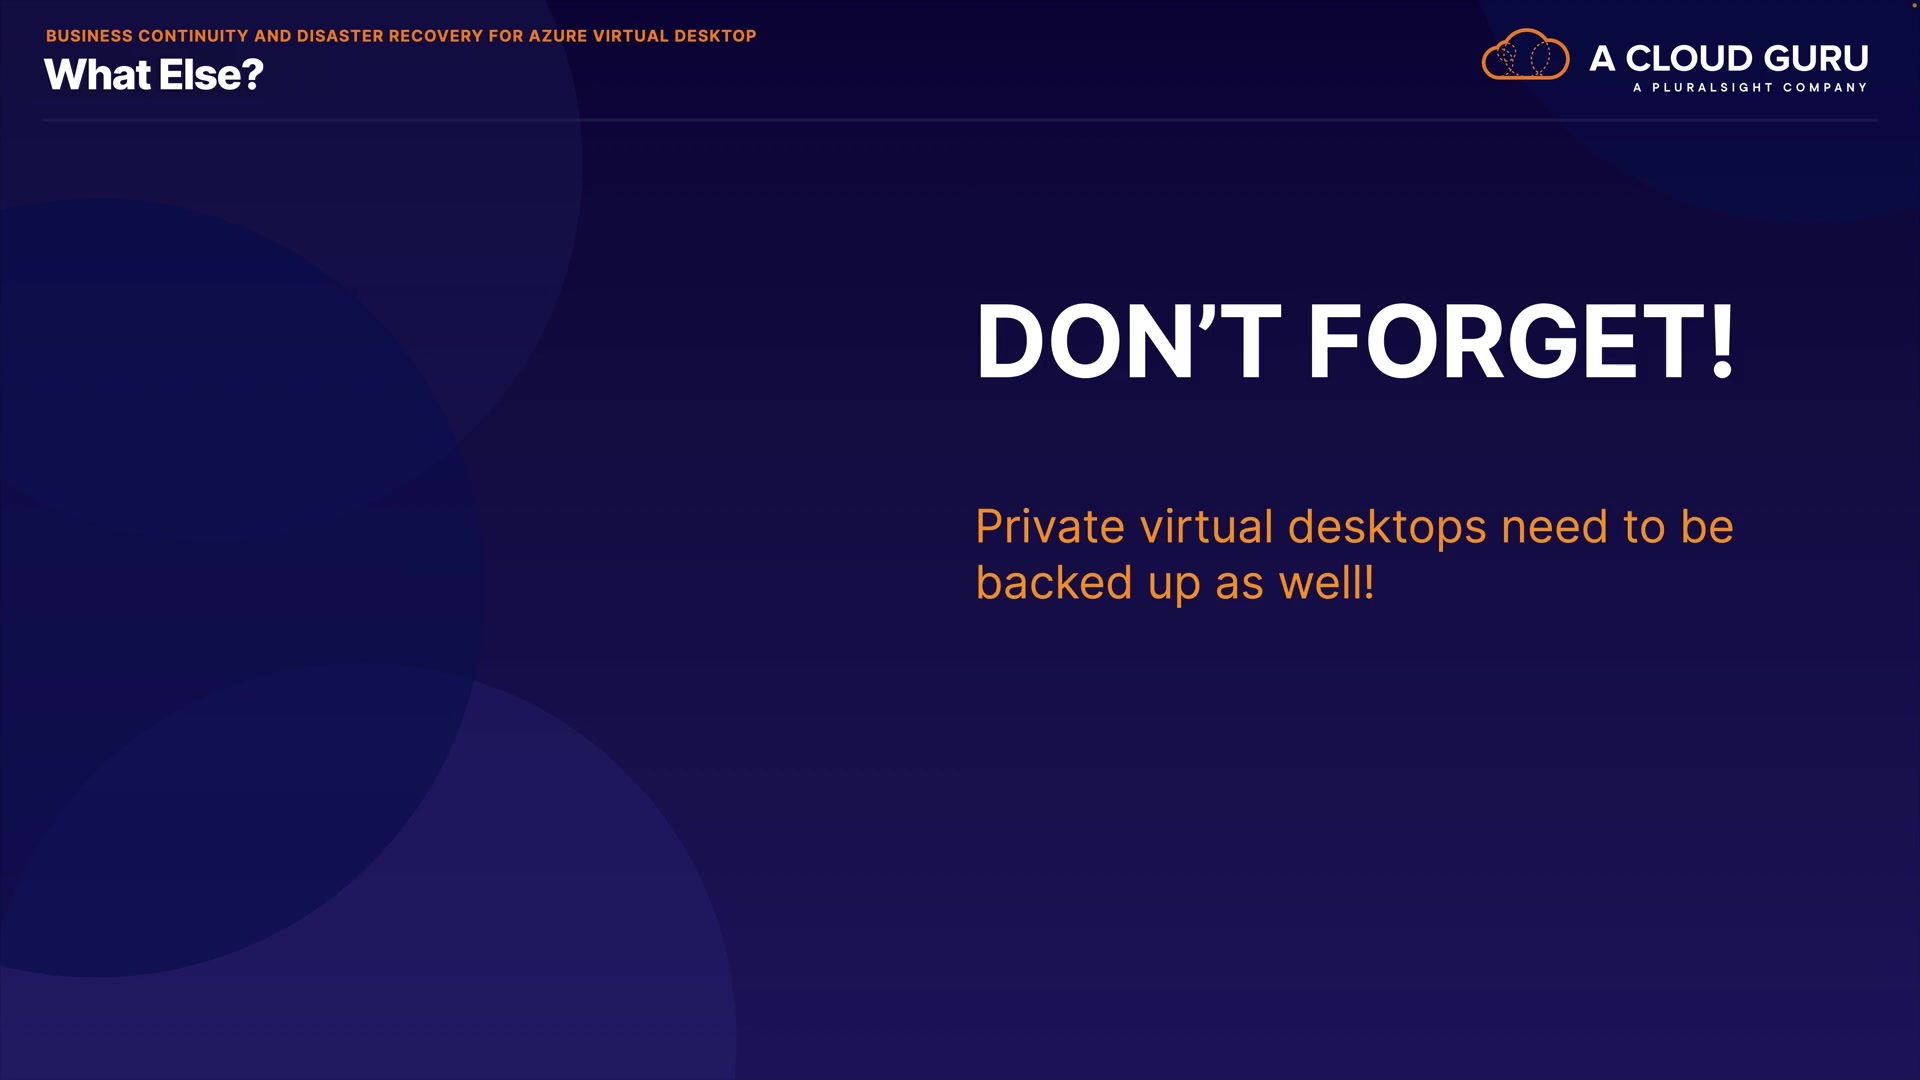 BUSINESS CONTINUITY AND DISASTER RECOVERY FOR AZURE VIRTUAL DESKTOP
What Else?
A CLOUD GURU
A PLURALSIGHT COMPANY
DON’T FORGET!
Private virtual desktops need to be
backed up as well!